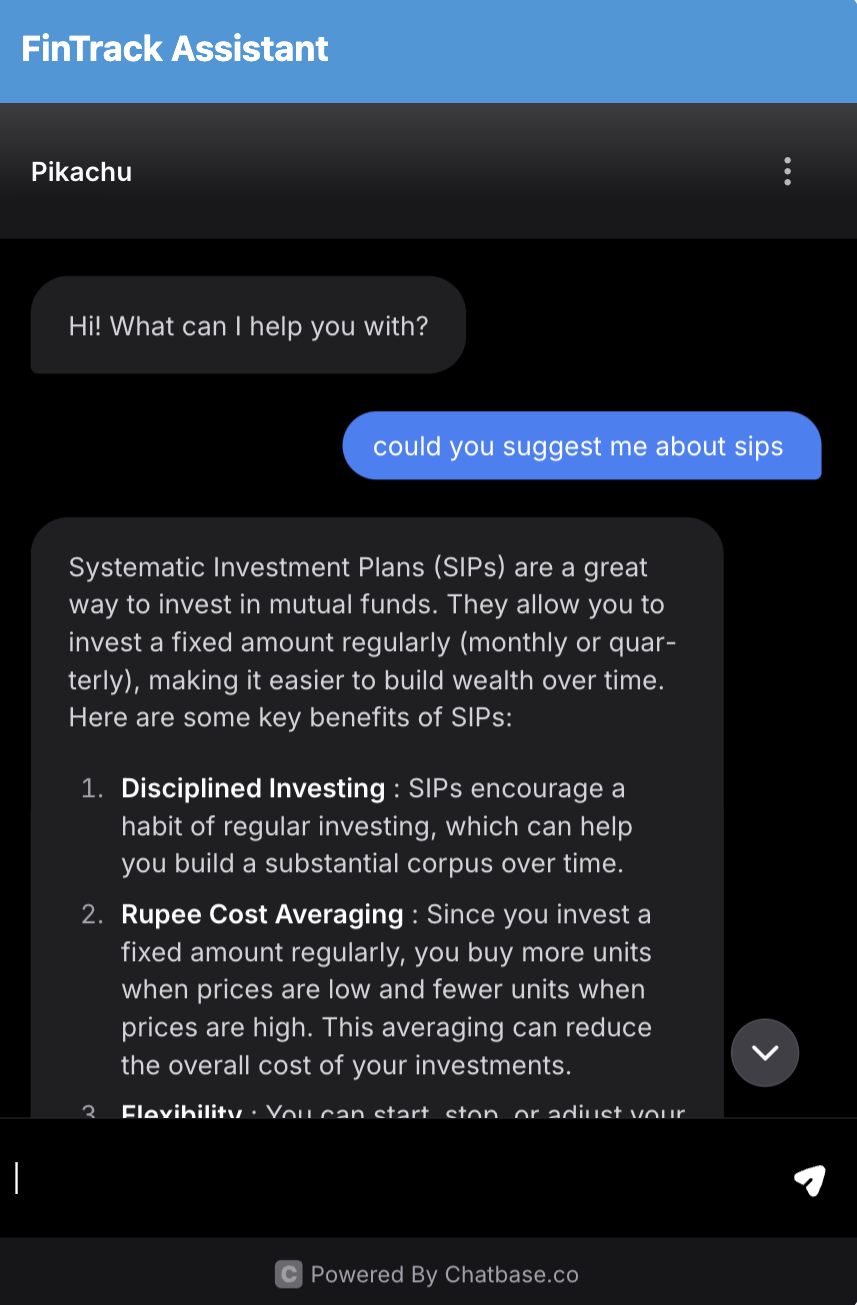 FinTrack Assistant
Pikachu
Hi! What can I help you with?
could you suggest me about sips
Systematic Investment Plans (SIPs) are a great
way to invest in mutual funds. They allow you to
invest a fixed amount regularly (monthly or quar-
terly), making it easier to build wealth over time.
Here are some key benefits of SIPs:
1. Disciplined Investing : SIPs encourage a
habit of regular investing, which can help
you build a substantial corpus over time.
2. Rupee Cost Averaging : Since you invest a
fixed amount regularly, you buy more units
when prices are low and fewer units when
prices are high. This averaging can reduce
the overall cost of your investments.
3. Flexibility : You can start, stop, or adjust your
C Powered By Chatbase.co